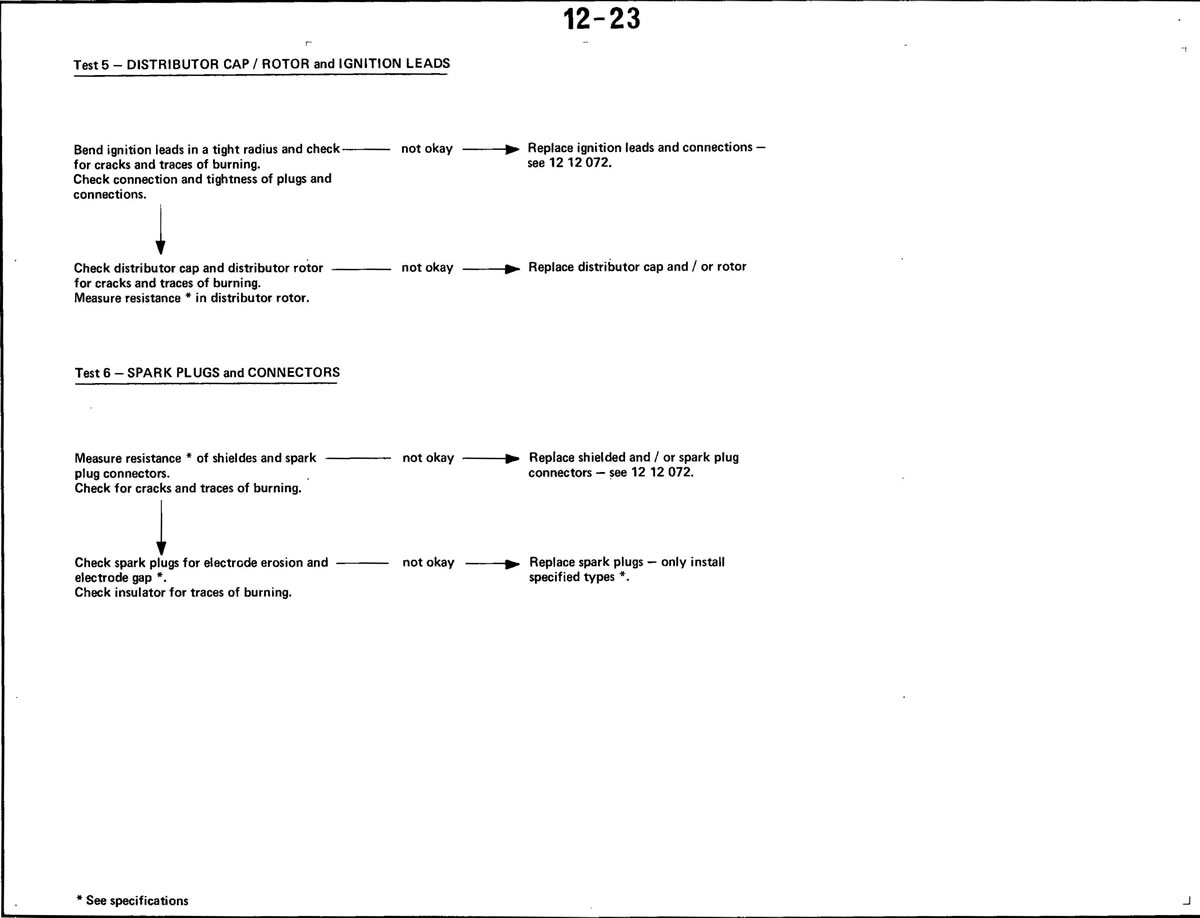 12-23
Test 5 – DISTRIBUTOR CAP / ROTOR and IGNITION LEADS
Bend ignition leads in a tight radius and check
for cracks and traces of burning.
Check connection and tightness of plugs and
connections.
not okay
Replace ignition leads and connections –
see 12 12 072.
Check distributor cap and distributor rotor
for cracks and traces of burning.
Measure resistance * in distributor rotor.
not okay
Replace distributor cap and / or rotor
Test 6 – SPARK PLUGS and CONNECTORS
Measure resistance * of shieldes and spark
plug connectors.
Check for cracks and traces of burning.
not okay
Replace shielded and / or spark plug
connectors – see 12 12 072.
Check spark plugs for electrode erosion and
electrode gap *.
Check insulator for traces of burning.
not okay
Replace spark plugs – only install
specified types *.
* See specifications